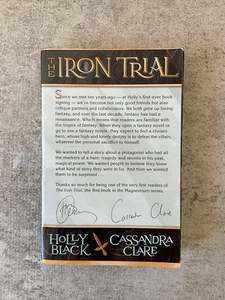 THE IRON TRIAL
Since we met ten years ago— at Holly's first-ever book
signing — we've become not only good friends but also
critique partners and collaborators. We both grew up loving
fantasy, and over the last decade, fantasy has had a
renaissance. Which means that readers are familiar with
the tropes of fantasy. When they open up a fantasy novel or
go to see a fantasy movie, they expect to find a chosen
hero, whose high and lonely destiny is to defeat the villain,
whatever the personal sacrifice to himself.
We wanted to tell a story about a protagonist who had all
the markers of a hero: tragedy and secrets in his past,
magical power. We wanted people to believe they knew
what kind of story they were in for. And then we wanted
them to be surprised...
Thanks so much for being one of the very first readers of
The Iron Trial, the first book in the Magisterium series.
Cassandra Clare
HOLLY CASSANDRA
BLACK CLARE